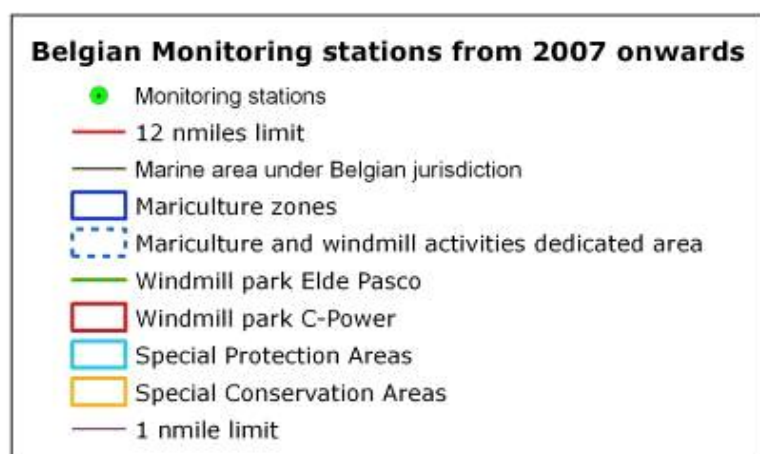 Belgian Monitoring stations from 2007 onwards
Monitoring stations
12 nmiles limit
Marine area under Belgian jurisdiction
Mariculture zones
Mariculture and windmill activities dedicated area
Windmill park Elde Pasco
Windmill park C-Power
Special Protection Areas
Special Conservation Areas
1 nmile limit